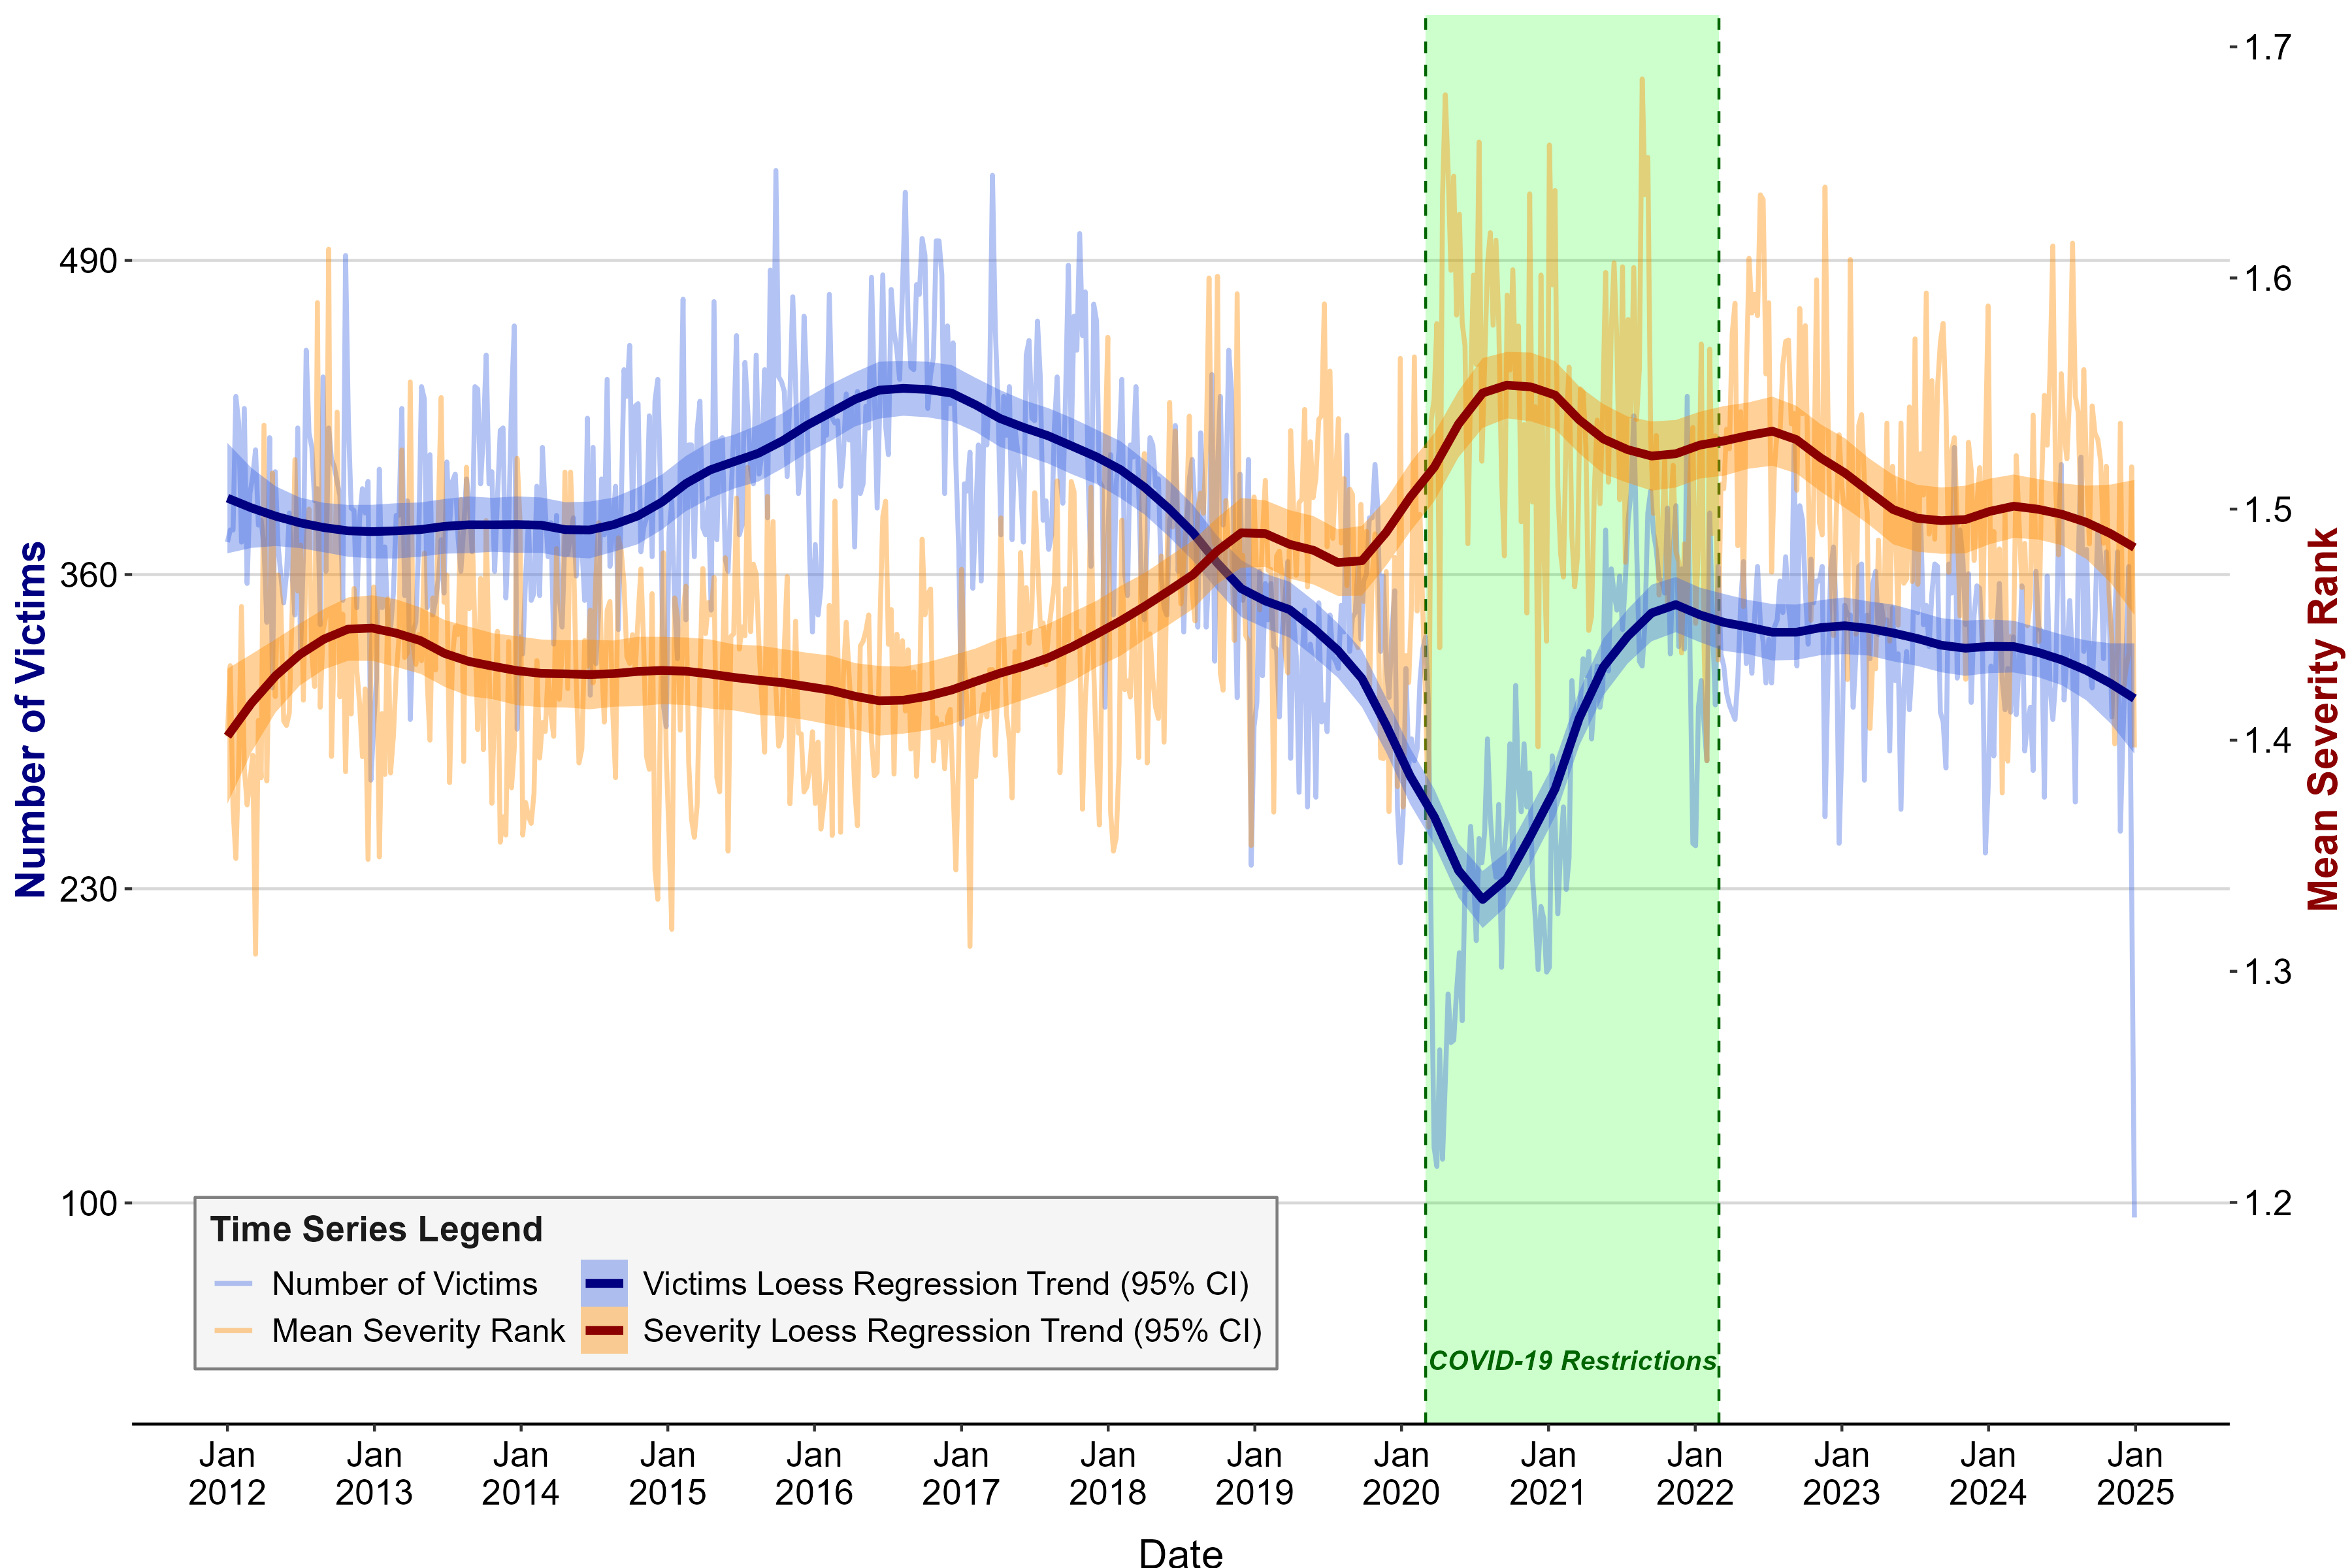 1.7
490
1.6
1.5
360
1.4
230
1.3
100
1.2
Number of Victims
Mean Severity Rank
Time Series Legend
Number of Victims
Victims Loess Regression Trend (95% CI)
Mean Severity Rank
Severity Loess Regression Trend (95% CI)
COVID-19 Restrictions
Jan Jan Jan Jan Jan Jan Jan Jan Jan Jan Jan Jan Jan Jan
2012 2013 2014 2015 2016 2017 2018 2019 2020 2021 2022 2023 2024 2025
Date